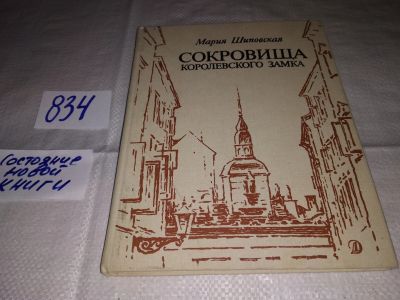 Мария Шиповская
СОКРОВИЩА
КОРОЛЕВСКОГО ЗАМКА
834
Состояние
новой
книги
Д